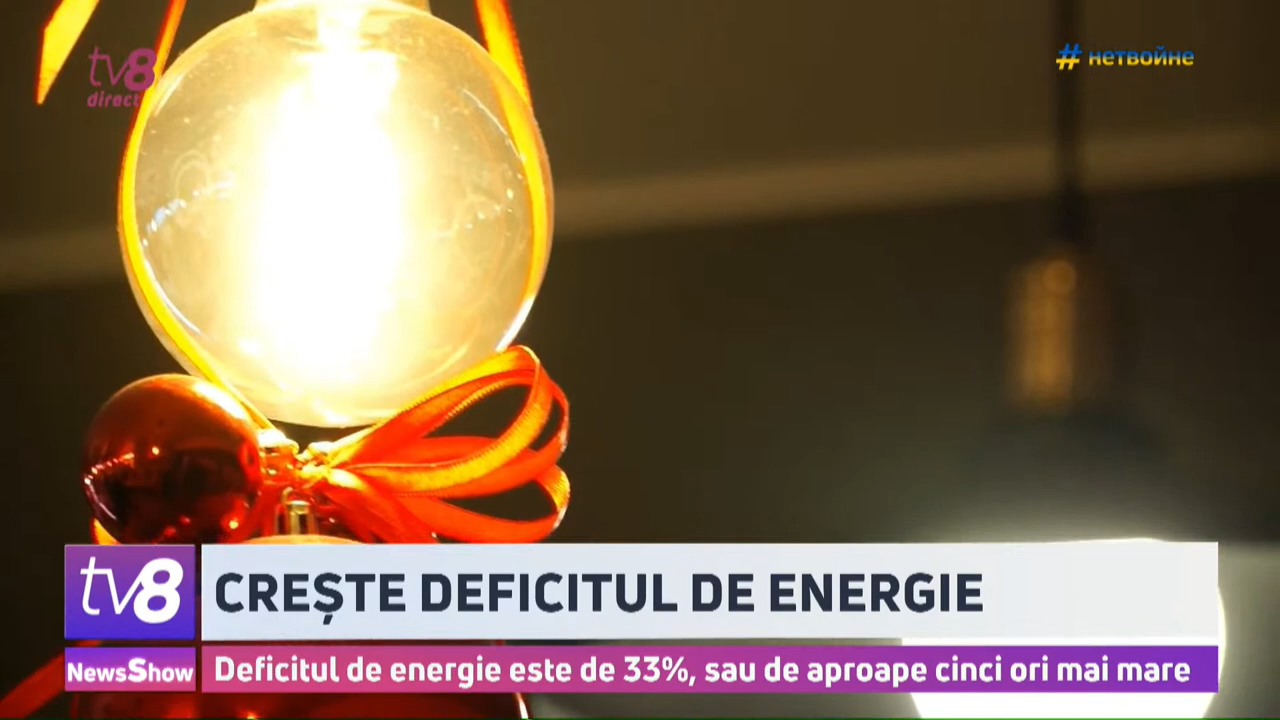 tv8
direct
# нетвойне
tv8
CREȘTE DEFICITUL DE ENERGIE
NewsShow
Deficitul de energie este de 33%, sau de aproape cinci ori mai mare